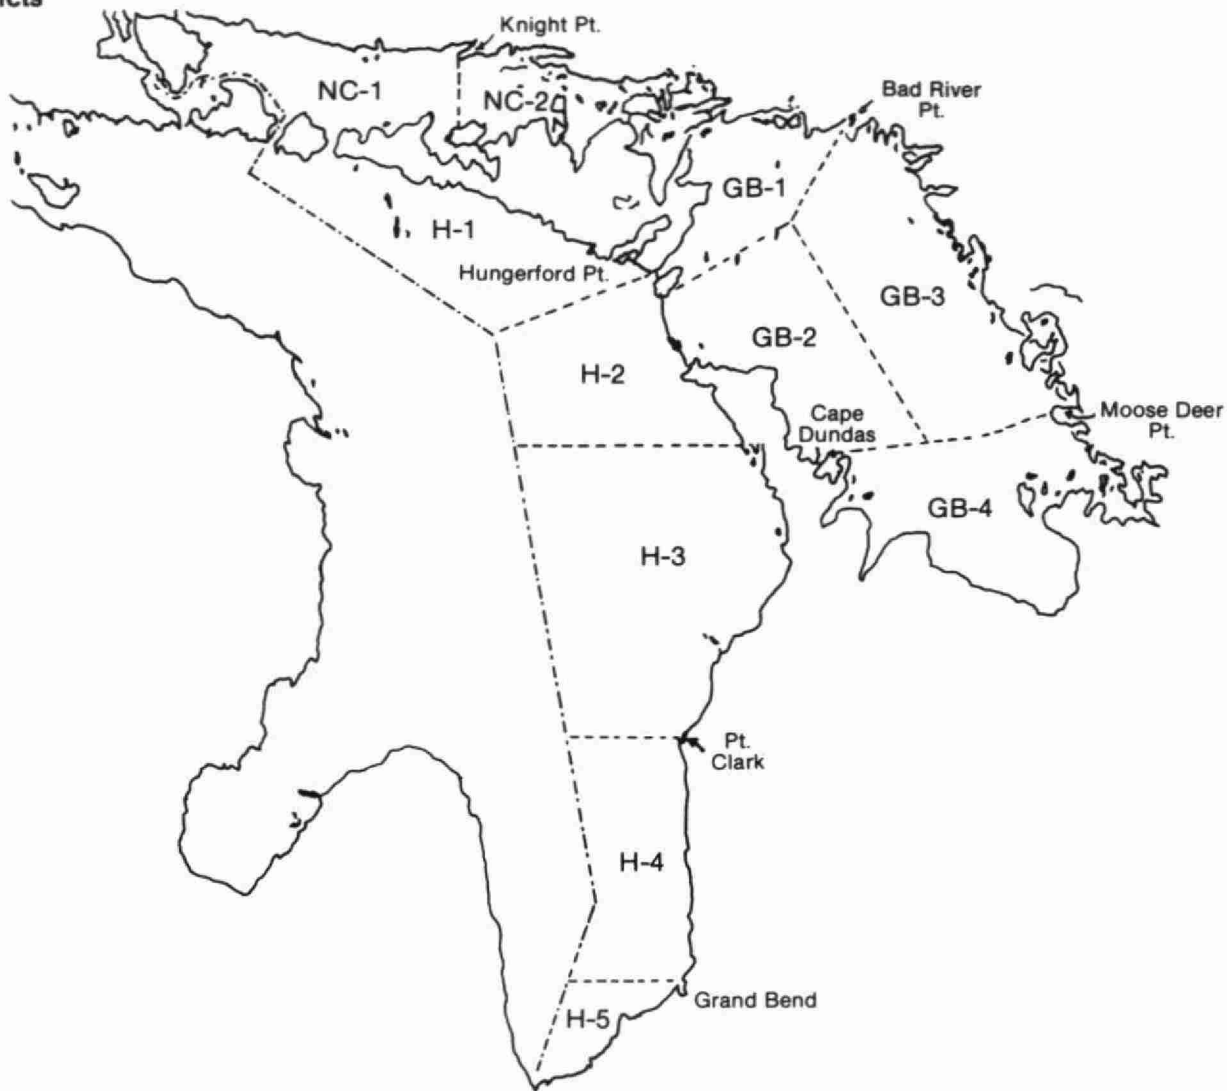 Knight Pt.
NC-1
NC-2
Bad River
Pt.
GB-1
H-1
Hungerford Pt.
GB-3
GB-2
H-2
Cape
Dundas
Moose Deer
Pt.
GB-4
H-3
Pt.
Clark
H-4
Grand Bend
H-5